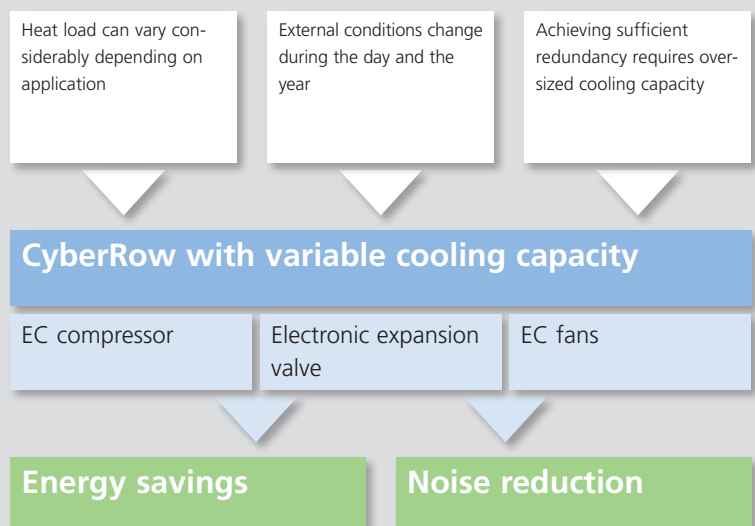 Heat load can vary con-
siderably depending on
application
External conditions change
during the day and the
year
Achieving sufficient
redundancy requires over-
sized cooling capacity
CyberRow with variable cooling capacity
EC compressor
Electronic expansion
valve
EC fans
Energy savings
Noise reduction